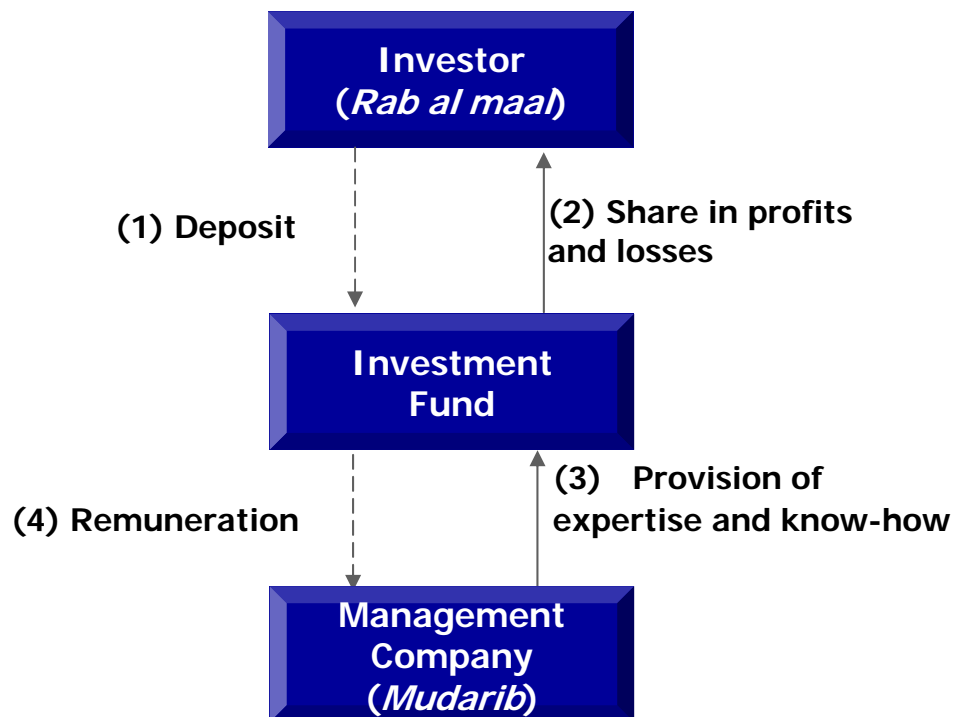 Investor
(Rab al maal)
(1) Deposit
(2) Share in profits
and losses
Investment
Fund
(3) Provision of
expertise and know-how
(4) Remuneration
Management
Company
(Mudarib)